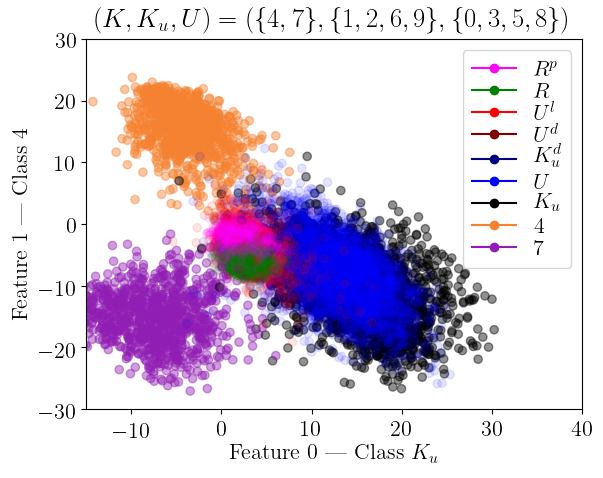 (K, K_u, U) = ({4, 7}, {1, 2, 6, 9}, {0, 3, 5, 8})
30
20
10
0
−10
−20
−30
Feature 1 — Class 4
R^p
R
U^l
U^d
K_u^d
U
K_u
4
7
−10
0
10
20
30
40
Feature 0 — Class K_u